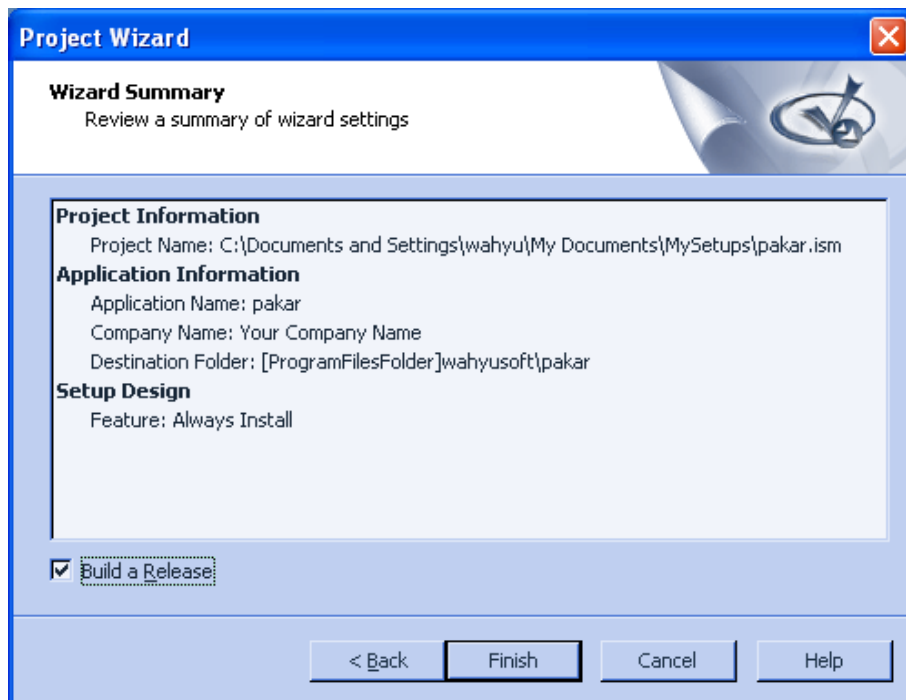 Project Wizard
Wizard Summary
Review a summary of wizard settings
Project Information
Project Name: C:\Documents and Settings\wahyu\My Documents\MySetups\pakar.ism
Application Information
Application Name: pakar
Company Name: Your Company Name
Destination Folder: [ProgramFilesFolder]wahyusoft\pakar
Setup Design
Feature: Always Install
Build a Release
< Back Finish Cancel Help